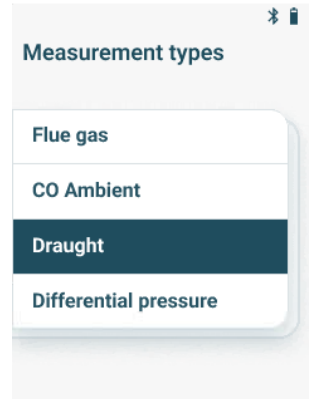 Measurement types
Flue gas
CO Ambient
Draught
Differential pressure